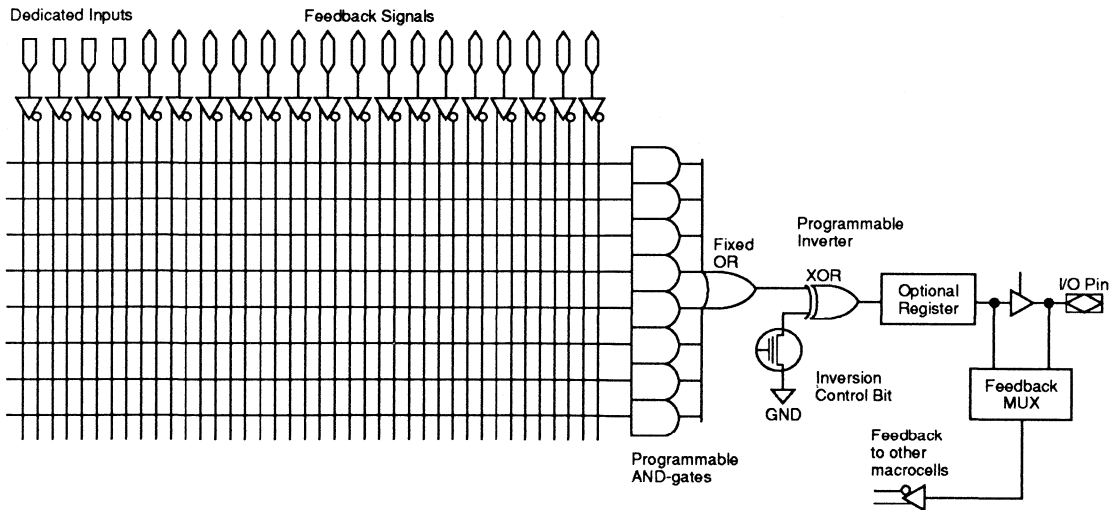 Dedicated Inputs
Feedback Signals
Programmable
Inverter
Fixed
OR
XOR
Optional
Register
I/O Pin
Inversion
Control Bit
GND
Feedback
MUX
Programmable
AND-gates
Feedback
to other
macrocells